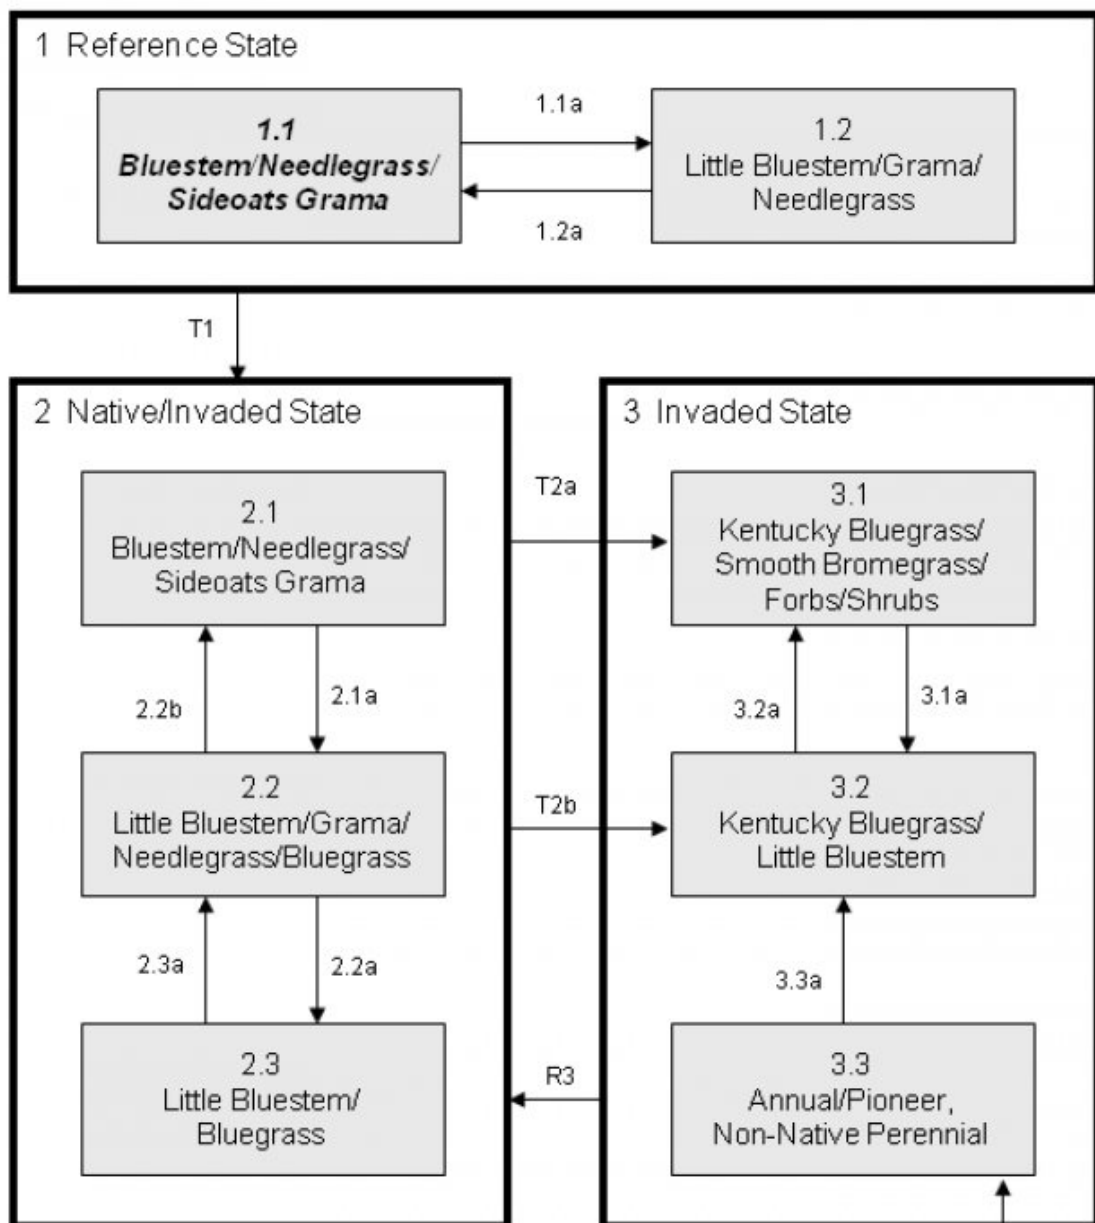 1 Reference State
1.1
Bluestem/Needlegrass/
Sideoats Grama
1.1a
1.2a
1.2
Little Bluestem/Grama/
Needlegrass
T1
2 Native/Invaded State
2.1
Bluestem/Needlegrass/
Sideoats Grama
2.2b
2.1a
2.2
Little Bluestem/Grama/
Needlegrass/Bluegrass
2.3a
2.2a
2.3
Little Bluestem/
Bluegrass
T2a
T2b
R3
3 Invaded State
3.1
Kentucky Bluegrass/
Smooth Bromegrass/
Forbs/Shrubs
3.2a
3.1a
3.2
Kentucky Bluegrass/
Little Bluestem
3.3a
3.3
Annual/Pioneer,
Non-Native Perennial